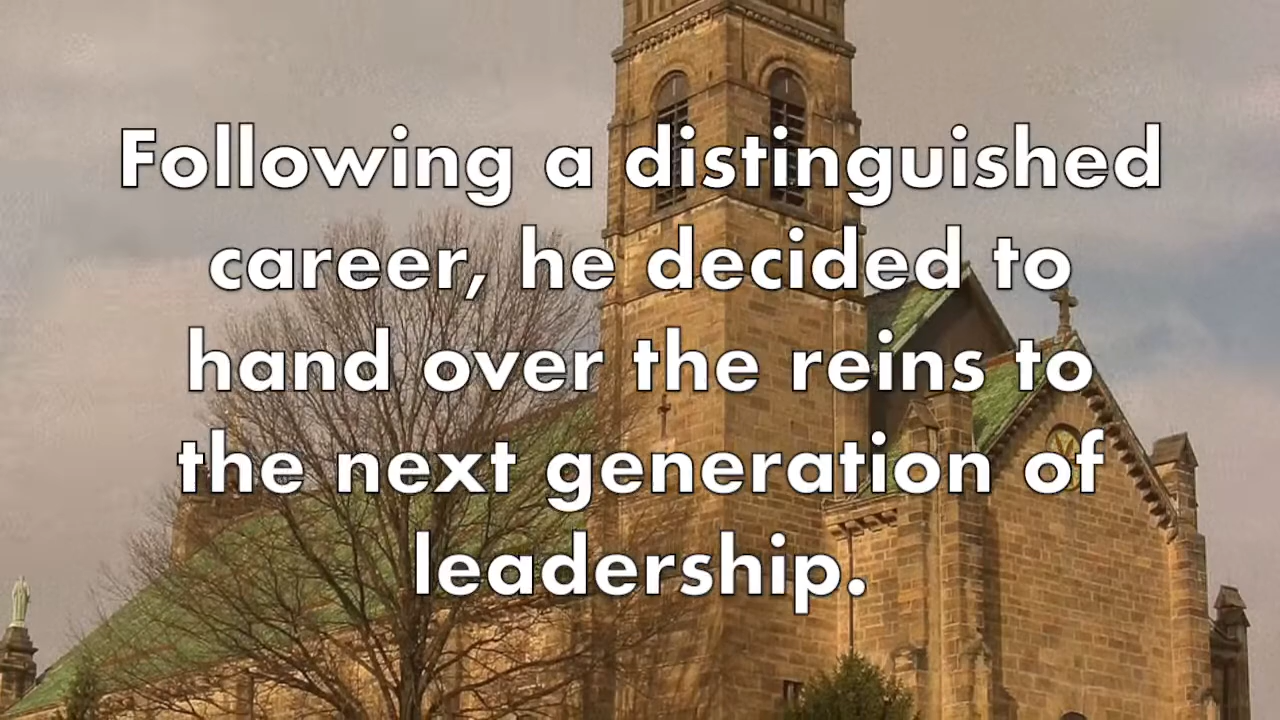 Following a distinguished
career, he decided to
hand over the reins to
the next generation of
leadership.